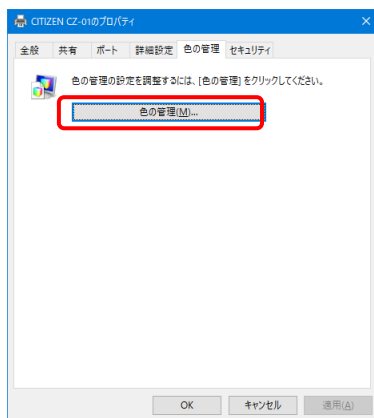 CITIZEN CZ-01のプロパティ
全般 共有 ポート 詳細設定 色の管理 セキュリティ
色の管理の設定を調整するには、[色の管理] をクリックしてください。
色の管理(M)...
OK キャンセル 適用(A)